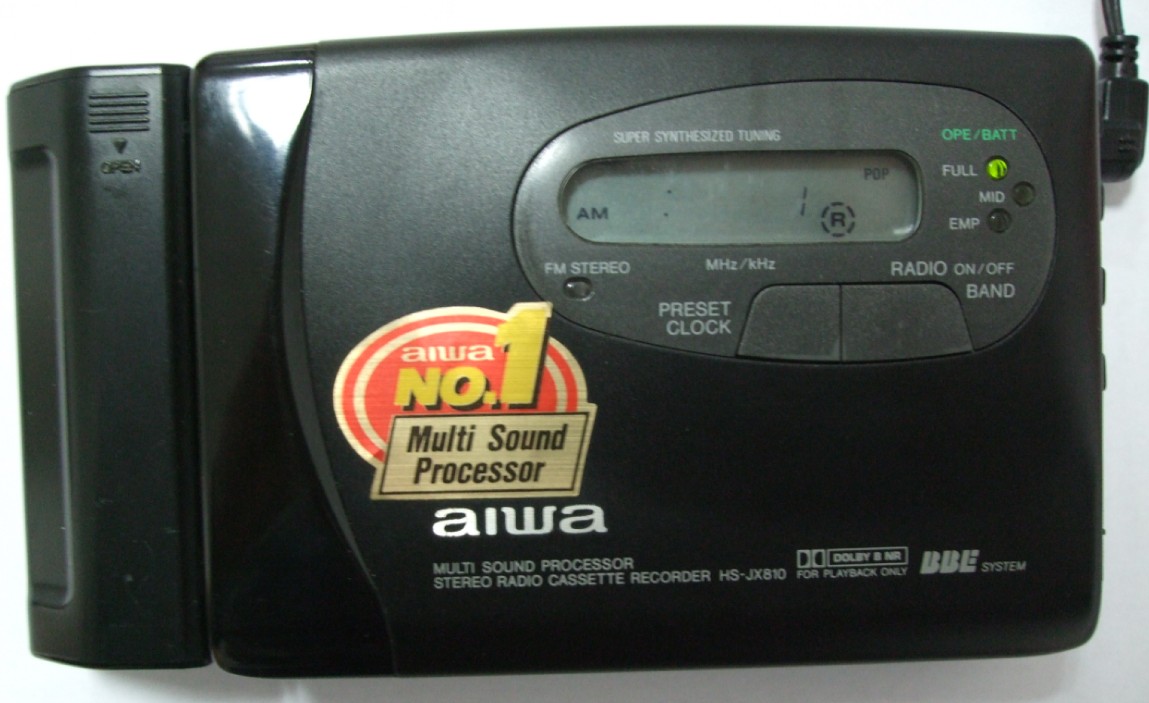 OPEN
SUPER SYNTHESIZED TUNING
OPE/BATT
FULL
MID
EMP
POP
AM
1
R
FM STEREO
MHz/kHz
RADIO ON/OFF
BAND
PRESET
CLOCK
aiwa
NO.1
Multi Sound
Processor
aiwa
MULTI SOUND PROCESSOR
STEREO RADIO CASSETTE RECORDER HS-JX810
DOLBY B NR
FOR PLAYBACK ONLY
BBE SYSTEM